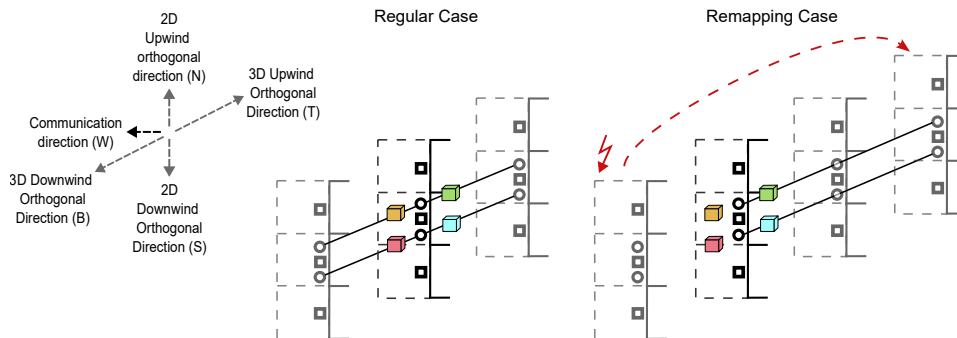 Regular Case
Remapping Case
2D
Upwind
orthogonal
direction (N)
3D Upwind
Orthogonal
Direction (T)
Communication
direction (W)
3D Downwind
Orthogonal
Direction (B)
2D
Downwind
Orthogonal
Direction (S)